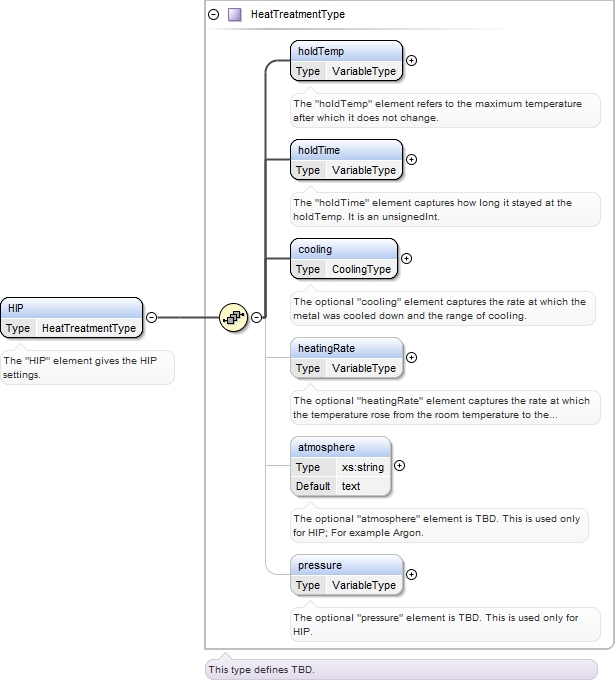 HeatTreatmentType
holdTemp
Type VariableType
The "holdTemp" element refers to the maximum temperature
after which it does not change.
holdTime
Type VariableType
The "holdTime" element captures how long it stayed at the
holdTemp. It is an unsignedInt.
cooling
Type CoolingType
The optional "cooling" element captures the rate at which the
metal was cooled down and the range of cooling.
HIP
Type HeatTreatmentType
The "HIP" element gives the HIP
settings.
heatingRate
Type VariableType
The optional "heatingRate" element captures the rate at which
the temperature rose from the room temperature to the...
atmosphere
Type xs:string
Default text
The optional "atmosphere" element is TBD. This is used only
for HIP; For example Argon.
pressure
Type VariableType
The optional "pressure" element is TBD. This is used only for
HIP.
This type defines TBD.